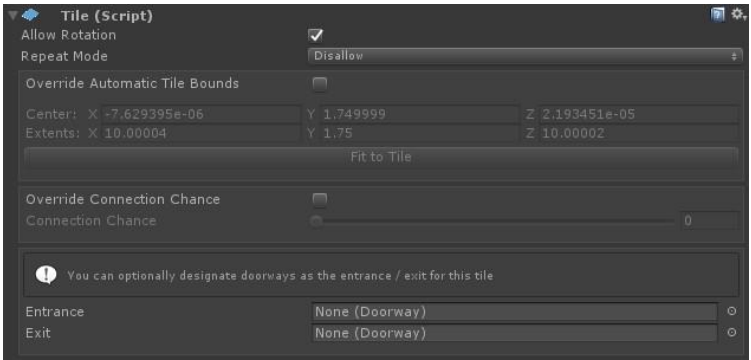 Tile (Script)
Allow Rotation
Repeat Mode Disallow
Override Automatic Tile Bounds
Center: X -7.629395e-06 Y 1.749999 Z 2.193451e-05
Extents: X 10.00004 Y 1.75 Z 10.00002
Fit to Tile
Override Connection Chance
Connection Chance 0
You can optionally designate doorways as the entrance / exit for this tile
Entrance None (Doorway)
Exit None (Doorway)